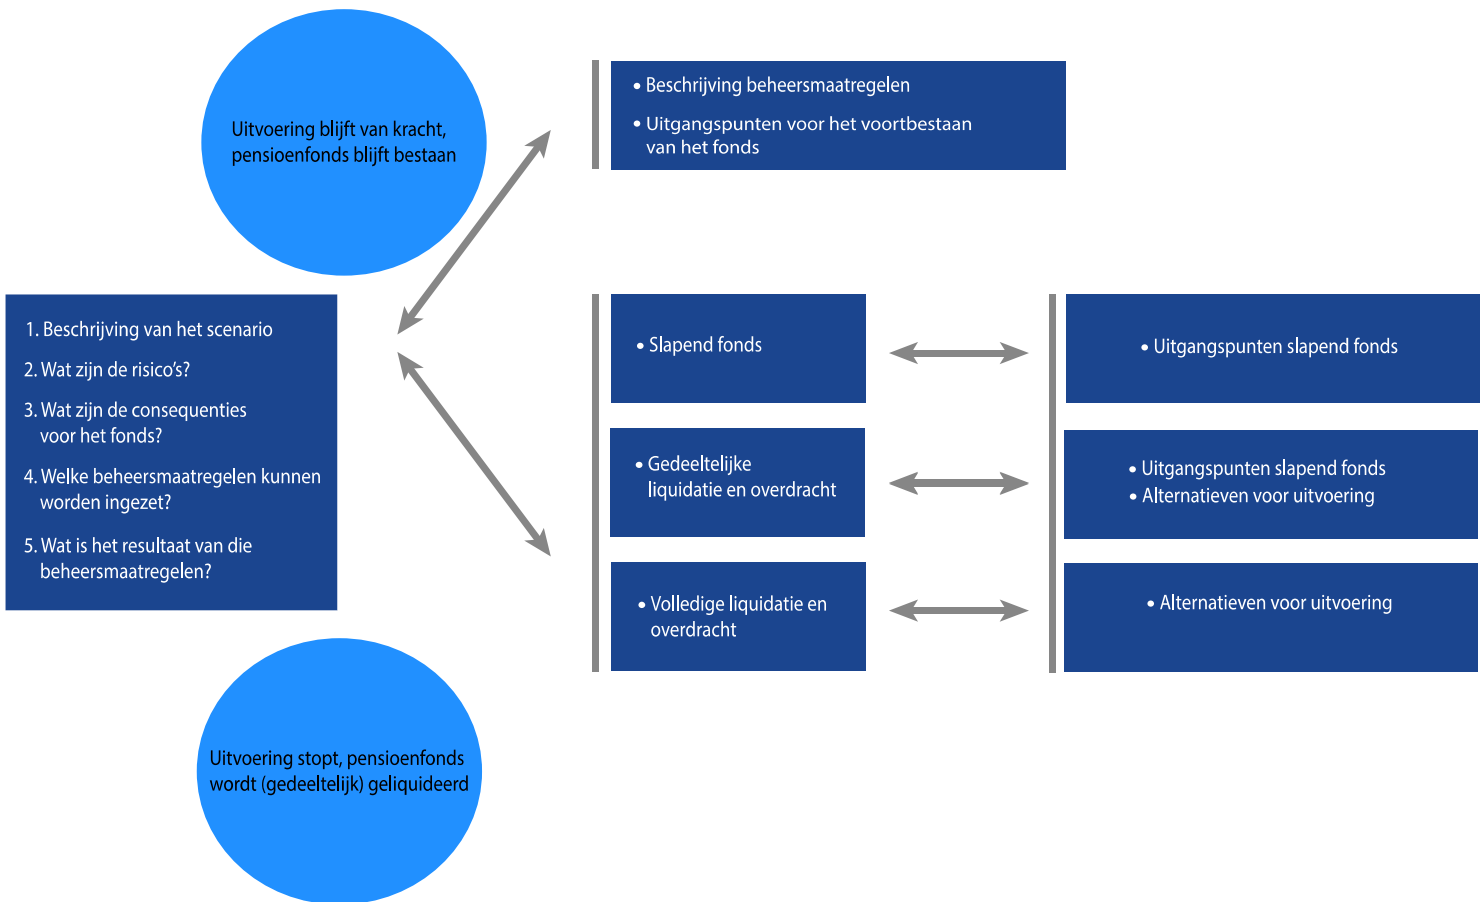 Uitvoering blijft van kracht,
pensioenfonds blijft bestaan
• Beschrijving beheersmaatregelen
• Uitgangspunten voor het voortbestaan
van het fonds
1. Beschrijving van het scenario
2. Wat zijn de risico's?
3. Wat zijn de consequenties
voor het fonds?
4. Welke beheersmaatregelen kunnen
worden ingezet?
5. Wat is het resultaat van die
beheersmaatregelen?
• Slapend fonds
• Uitgangspunten slapend fonds
• Gedeeltelijke
liquidatie en overdracht
• Uitgangspunten slapend fonds
• Alternatieven voor uitvoering
• Volledige liquidatie en
overdracht
• Alternatieven voor uitvoering
Uitvoering stopt, pensioenfonds
wordt (gedeeltelijk) geliquideerd